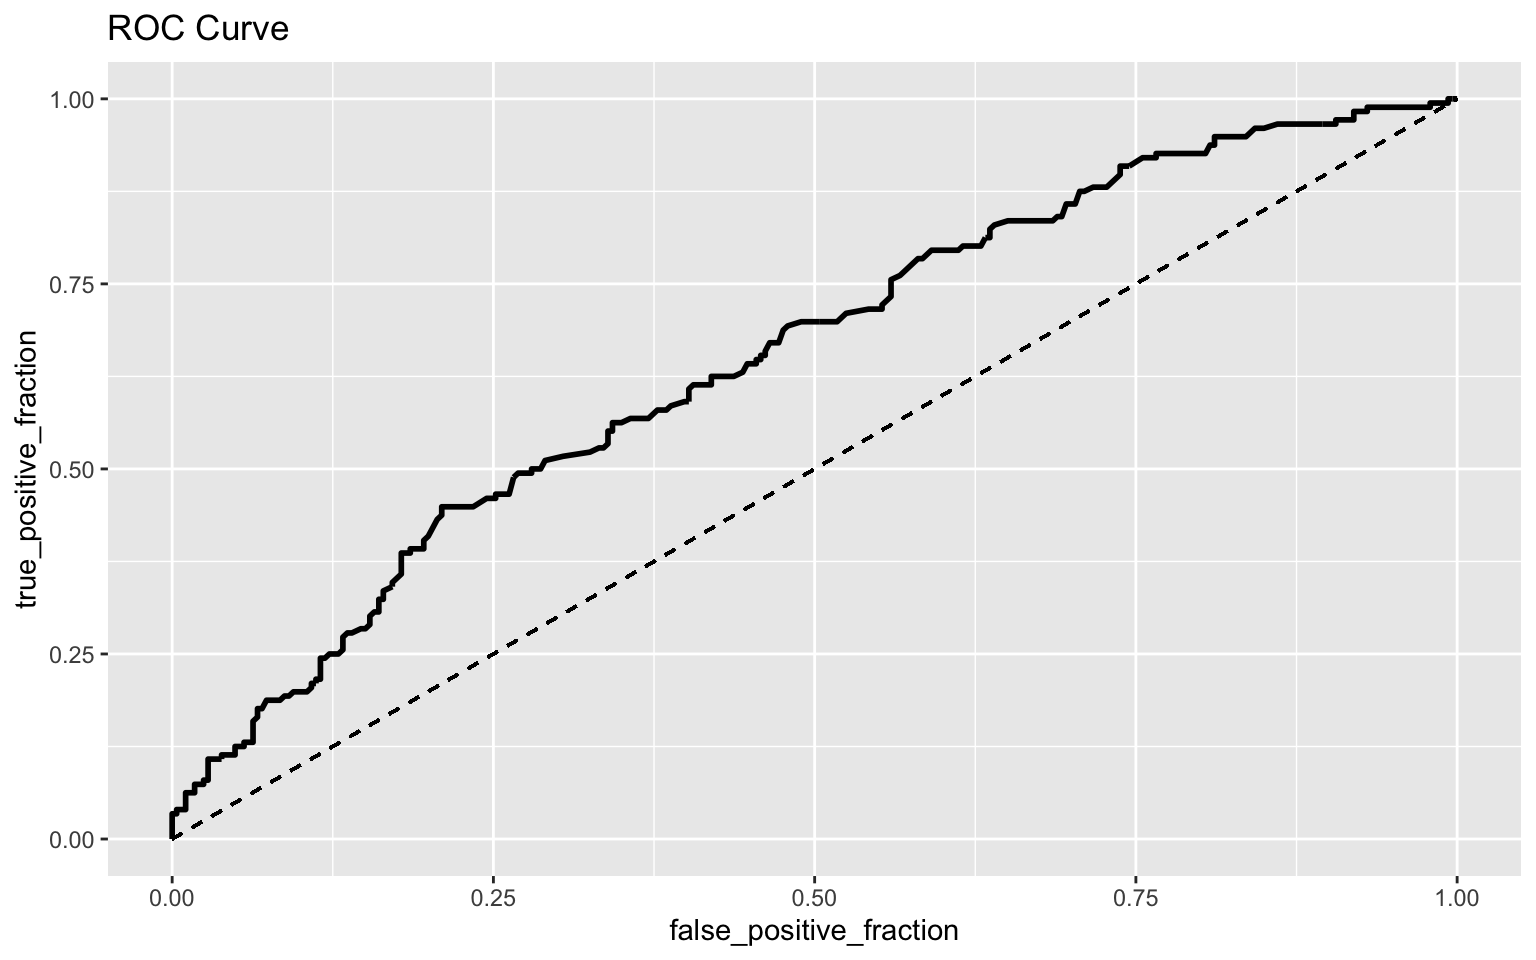 ROC Curve
1.00
0.75
0.50
0.25
0.00
true_positive_fraction
0.00 0.25 0.50 0.75 1.00
false_positive_fraction